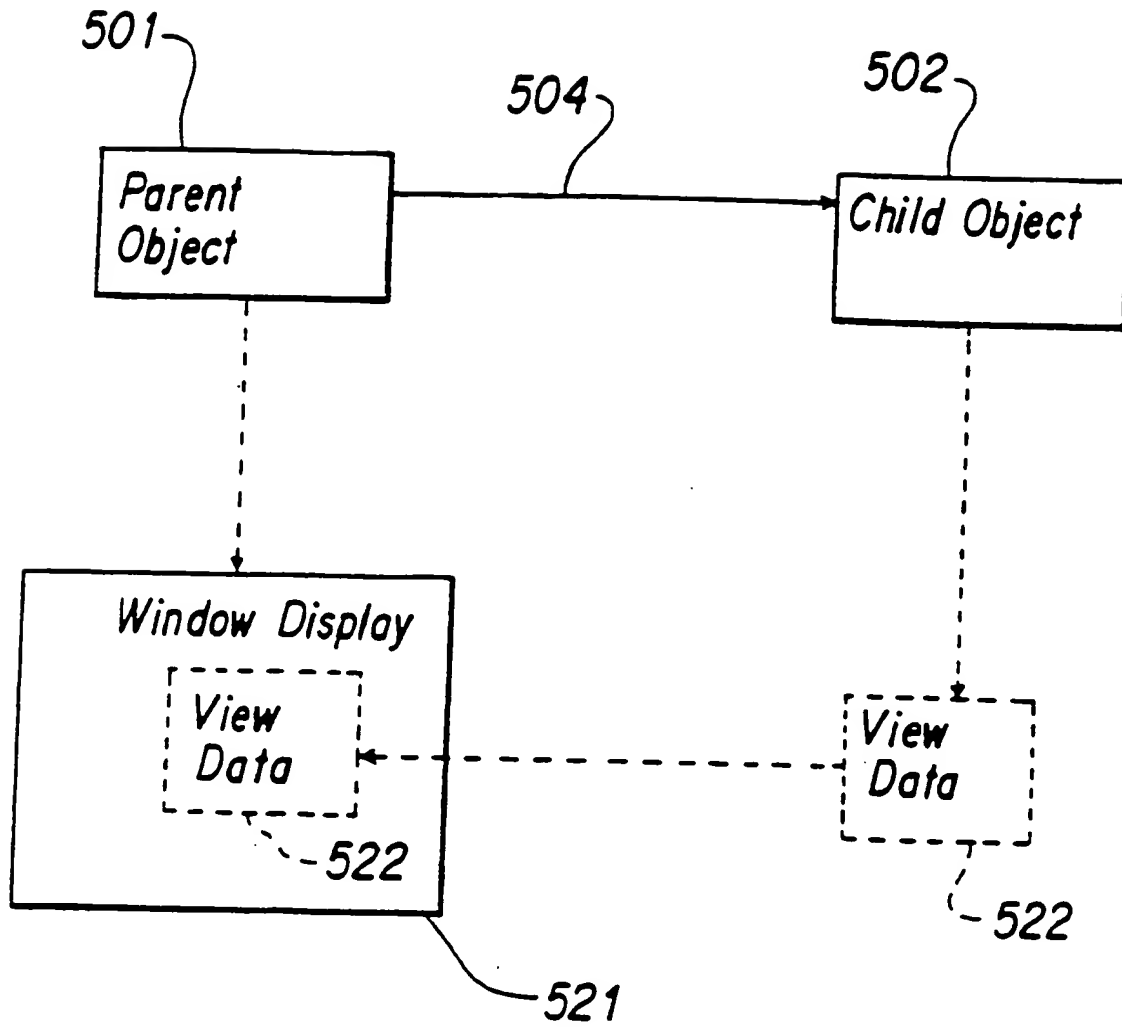 501
504
502
Parent
Object
Child Object
Window Display
View
Data
View
Data
522
522
521